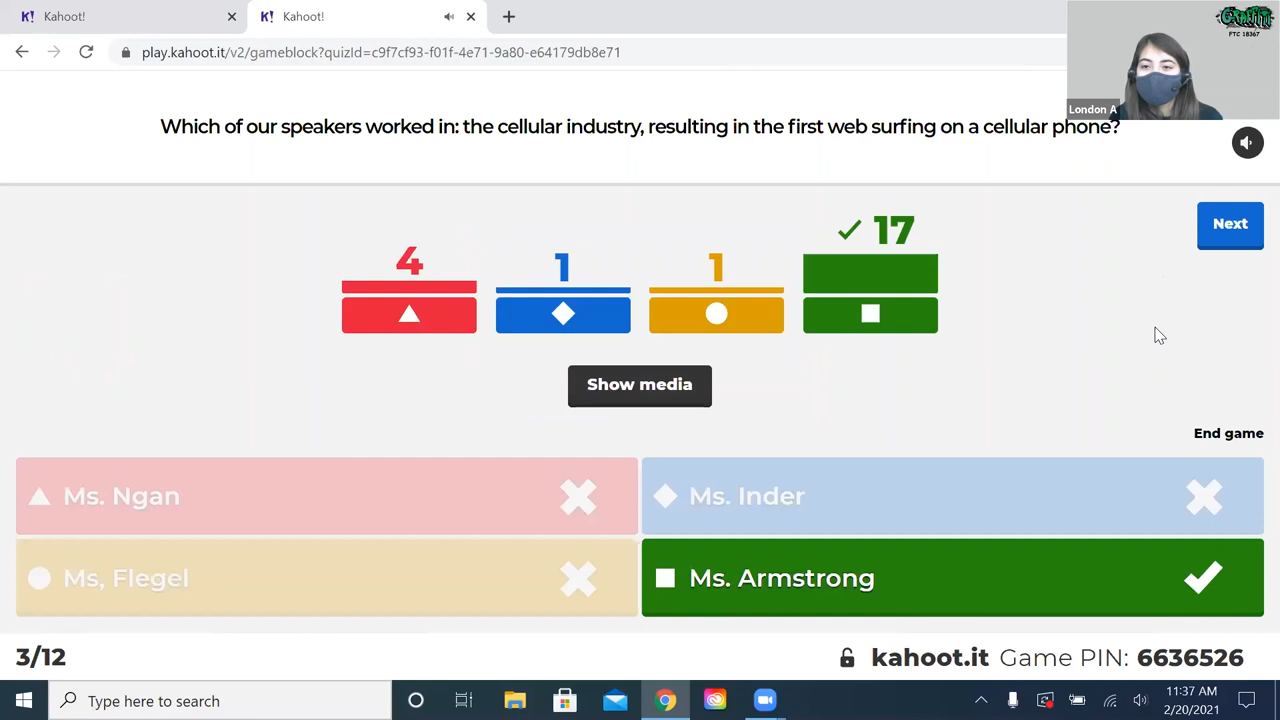 Kahoot!
Kahoot!
play.kahoot.it/v2/gameblock?quizId=c9f7cf93-f01f-4e71-9a80-e64179db8e71
GRAFFITI
FTC 18367
London A
Which of our speakers worked in: the cellular industry, resulting in the first web surfing on a cellular phone?
Next
4
1
1
17
Show media
End game
Ms. Ngan
Ms. Inder
Ms, Flegel
Ms. Armstrong
3/12
kahoot.it Game PIN: 6636526
Type here to search
11:37 AM
2/20/2021